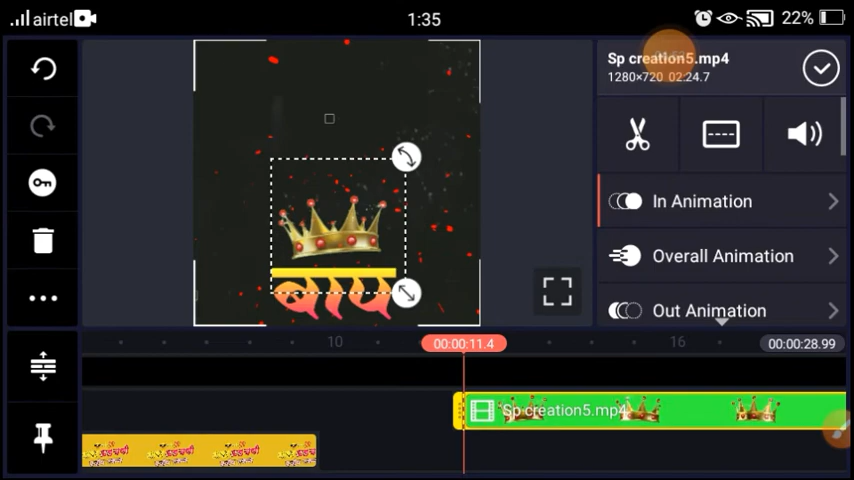 airtel
1:35
22%
Sp creation5.mp4
1280×720 02:24.7
In Animation
Overall Animation
Out Animation
बाप
10
00:00:11.4
16
00:00:28.99
Sp creation5.mp4